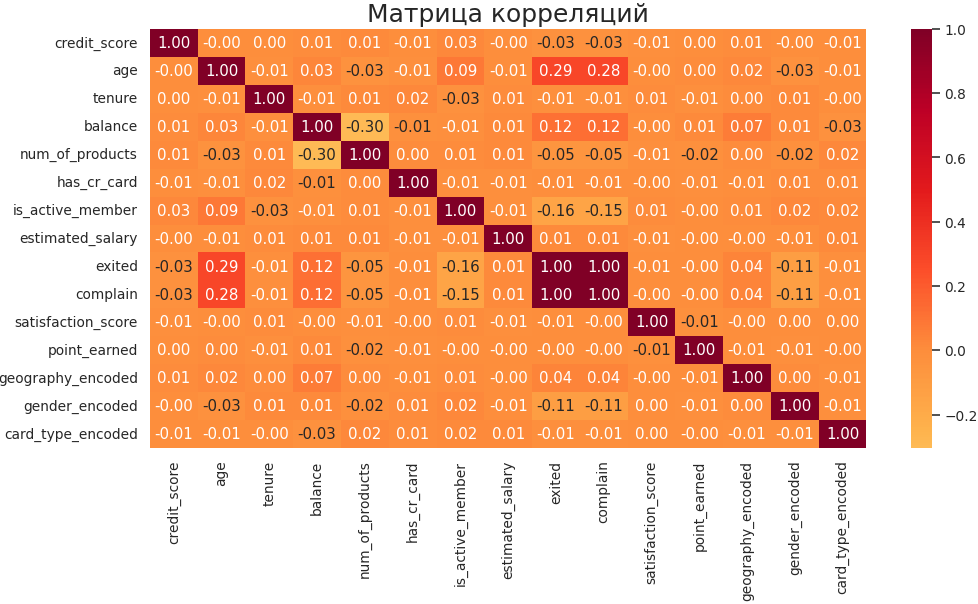 Матрица корреляций
credit_score 1.00 -0.00 0.00 0.01 0.01 -0.01 0.03 -0.00 -0.03 -0.03 -0.01 0.00 0.01 -0.00 -0.01
age -0.00 1.00 -0.01 0.03 -0.03 -0.01 0.09 -0.01 0.29 0.28 -0.00 0.00 0.02 -0.03 -0.01
tenure 0.00 -0.01 1.00 -0.01 0.01 0.02 -0.03 0.01 -0.01 -0.01 0.01 -0.01 0.00 0.01 -0.00
balance 0.01 0.03 -0.01 1.00 -0.30 -0.01 -0.01 0.01 0.12 0.12 -0.00 0.01 0.07 0.01 -0.03
num_of_products 0.01 -0.03 0.01 -0.30 1.00 0.00 0.01 0.01 -0.05 -0.05 -0.01 -0.02 0.00 -0.02 0.02
has_cr_card -0.01 -0.01 0.02 -0.01 0.00 1.00 -0.01 -0.01 -0.01 -0.01 -0.00 -0.01 -0.01 0.01 0.01
is_active_member 0.03 0.09 -0.03 -0.01 0.01 -0.01 1.00 -0.01 -0.16 -0.15 0.01 -0.00 0.01 0.02 0.02
estimated_salary -0.00 -0.01 0.01 0.01 0.01 -0.01 -0.01 1.00 0.01 0.01 -0.01 -0.00 -0.00 -0.01 0.01
exited -0.03 0.29 -0.01 0.12 -0.05 -0.01 -0.16 0.01 1.00 1.00 -0.01 -0.00 0.04 -0.11 -0.01
complain -0.03 0.28 -0.01 0.12 -0.05 -0.01 -0.15 0.01 1.00 1.00 -0.00 -0.00 0.04 -0.11 -0.01
satisfaction_score -0.01 -0.00 0.01 -0.00 -0.01 -0.00 0.01 -0.01 -0.01 -0.00 1.00 -0.01 -0.00 0.00 0.00
point_earned 0.00 0.00 -0.01 0.01 -0.02 -0.01 -0.00 -0.00 -0.00 -0.00 -0.01 1.00 -0.01 -0.01 -0.00
geography_encoded 0.01 0.02 0.00 0.07 0.00 -0.01 0.01 -0.00 0.04 0.04 -0.00 -0.01 1.00 0.00 -0.01
gender_encoded -0.00 -0.03 0.01 0.01 -0.02 0.01 0.02 -0.01 -0.11 -0.11 0.00 -0.01 0.00 1.00 -0.01
card_type_encoded -0.01 -0.01 -0.00 -0.03 0.02 0.01 0.02 0.01 -0.01 -0.01 0.00 -0.00 -0.01 -0.01 1.00
credit_score
age
tenure
balance
num_of_products
has_cr_card
is_active_member
estimated_salary
exited
complain
satisfaction_score
point_earned
geography_encoded
gender_encoded
card_type_encoded
1.0
0.8
0.6
0.4
0.2
0.0
−0.2